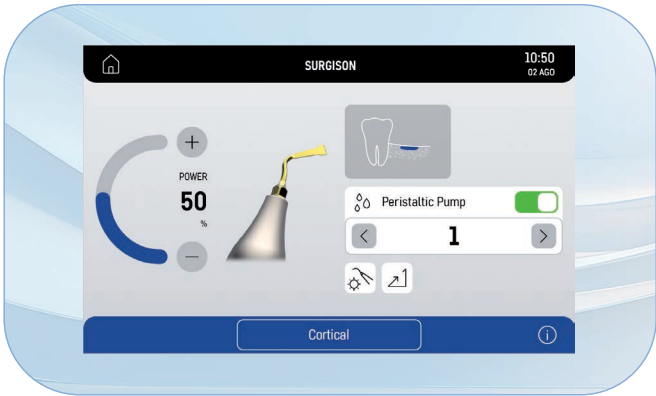 SURGISON
10:50
02 AGO
POWER
50
%
Peristaltic Pump
1
Cortical